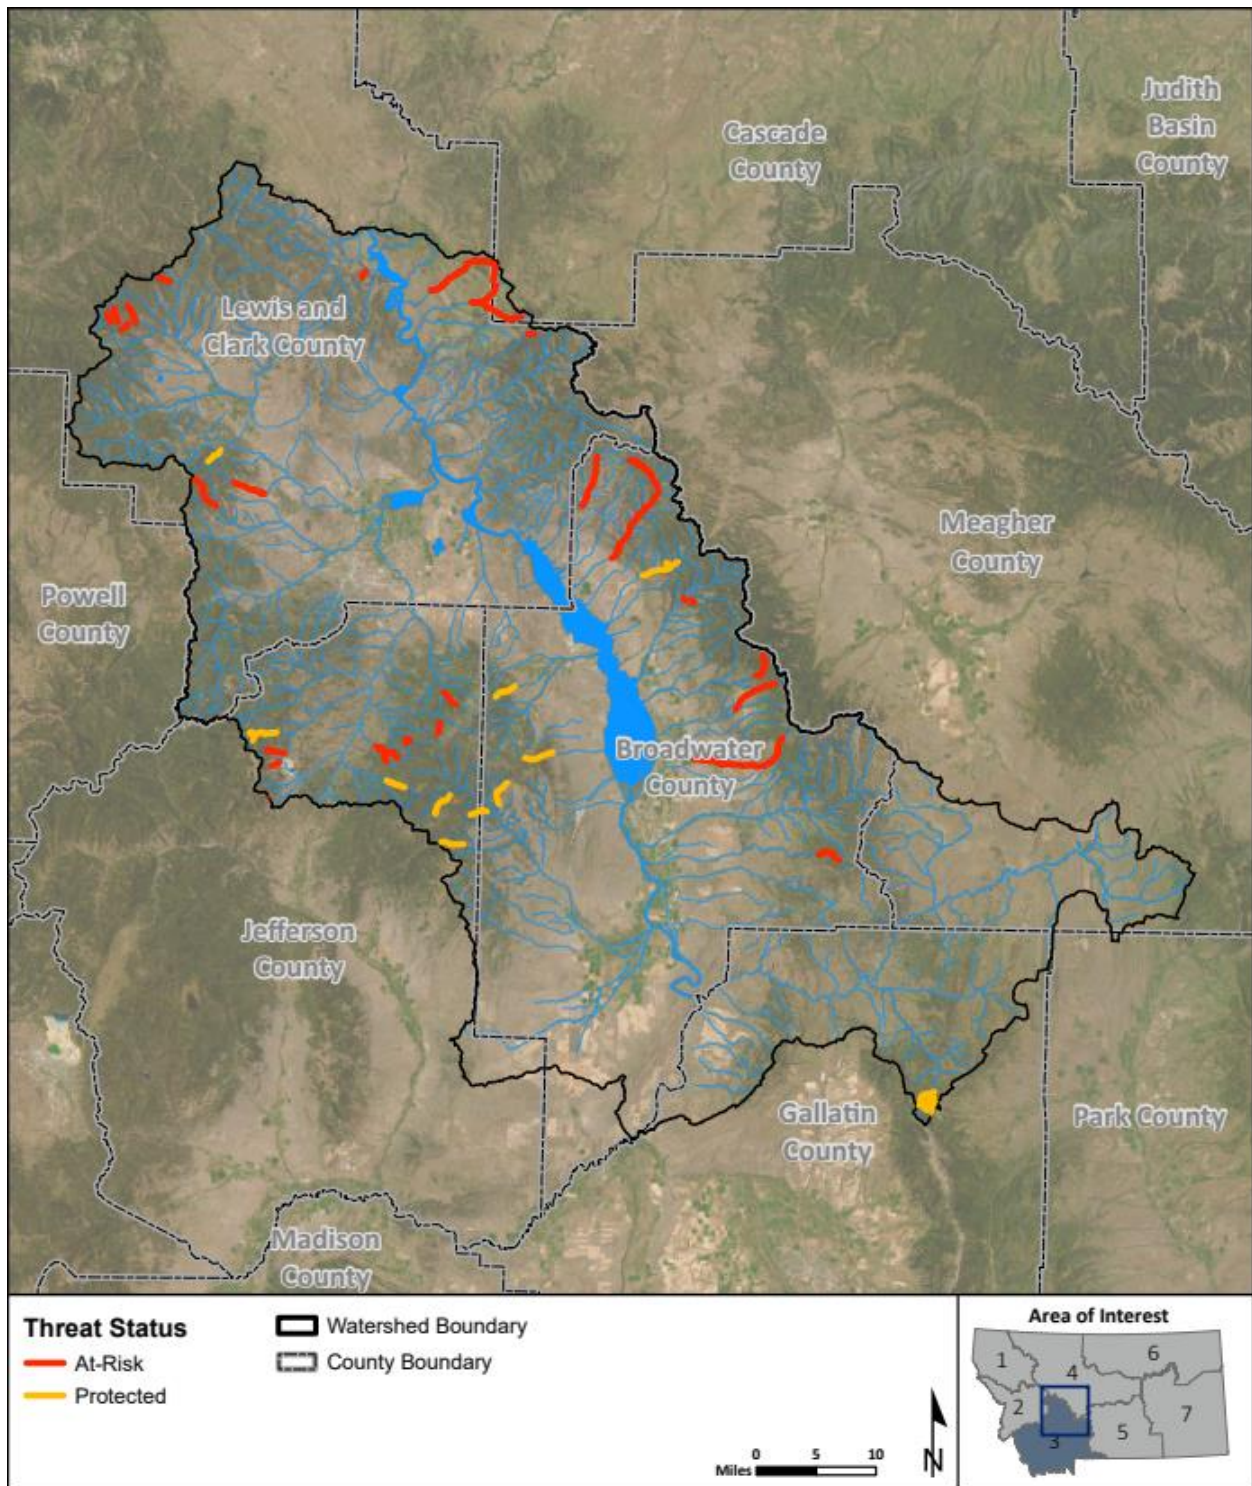 Judith
Basin
County
Cascade
County
Lewis and
Clark County
Meagher
County
Powell
County
Broadwater
County
Jefferson
County
Gallatin
County
Park County
Madison
County
Threat Status
At-Risk
Protected
Watershed Boundary
County Boundary
0 5 10
Miles
N
Area of Interest
1
4
6
2
3
5
7